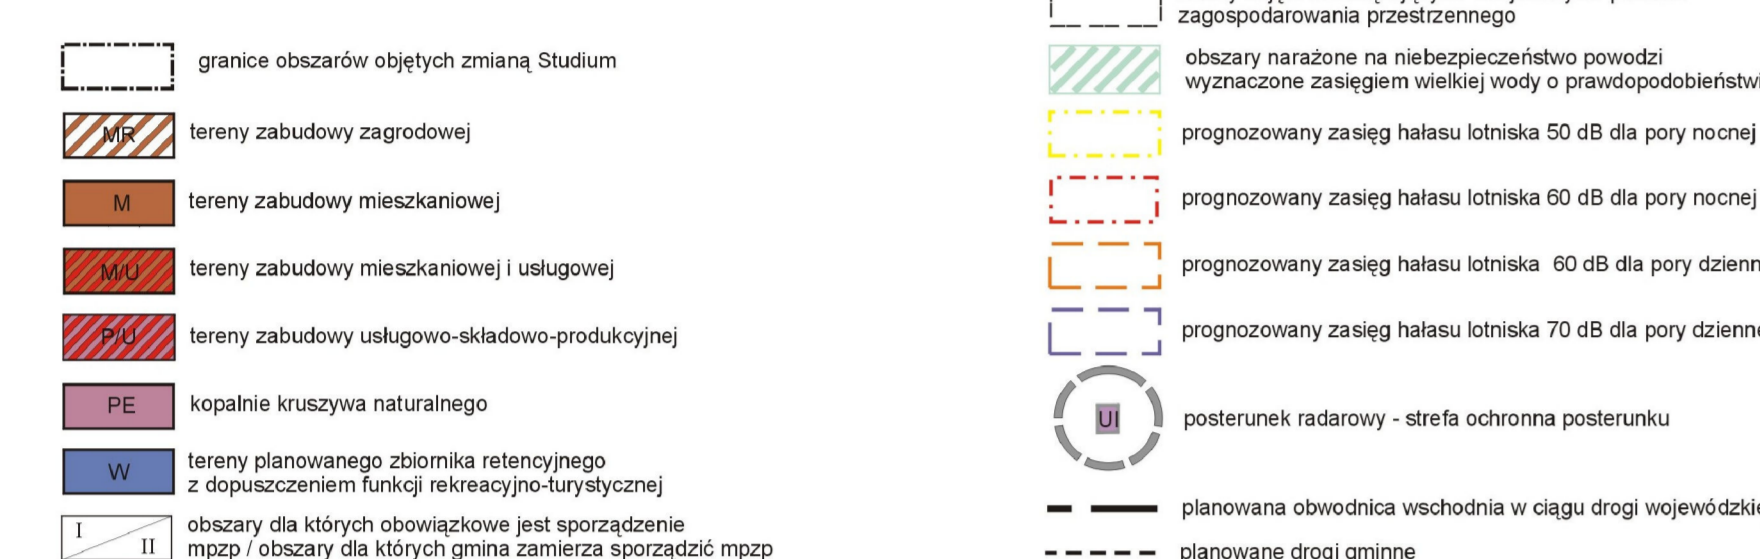 granice obszarów objętych zmianą Studium
MR tereny zabudowy zagrodowej
M tereny zabudowy mieszkaniowej
M/U tereny zabudowy mieszkaniowej i usługowej
P/U tereny zabudowy usługowo-składowo-produkcyjnej
PE kopalnie kruszywa naturalnego
W tereny planowanego zbiornika retencyjnego
z dopuszczeniem funkcji rekreacyjno-turystycznej
I obszary dla których obowiązkowe jest sporządzenie
II mpzp / obszary dla których gmina zamierza sporządzić mpzp
zagospodarowania przestrzennego
obszary narażone na niebezpieczeństwo powodzi
wyznaczone zasięgiem wielkiej wody o prawdopodobieństwi
prognozowany zasięg hałasu lotniska 50 dB dla pory nocnej
prognozowany zasięg hałasu lotniska 60 dB dla pory nocnej
prognozowany zasięg hałasu lotniska 60 dB dla pory dzienn
prognozowany zasięg hałasu lotniska 70 dB dla pory dzienne
UI posterunek radarowy - strefa ochronna posterunku
planowana obwodnica wschodnia w ciągu drogi wojewódzkie
planowane drogi gminne